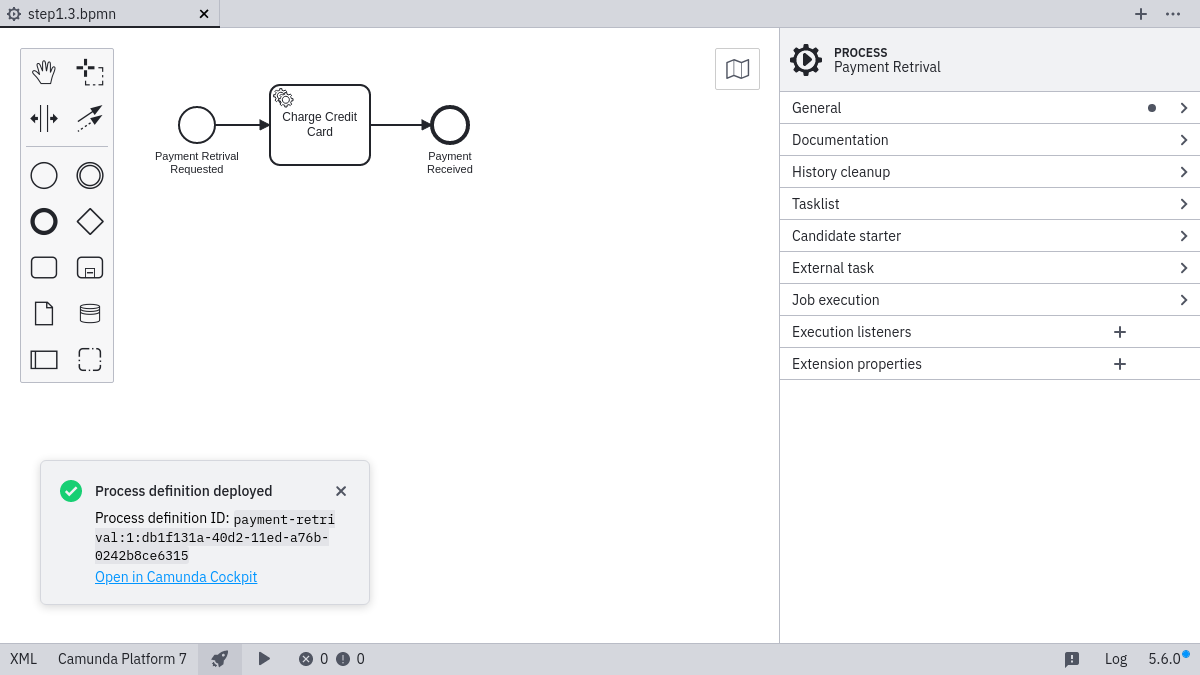 step1.3.bpmn
PROCESS
Payment Retrival
General
Documentation
History cleanup
Tasklist
Candidate starter
External task
Job execution
Execution listeners
Extension properties
Charge Credit
Card
Payment Retrival
Requested
Payment
Received
Process definition deployed
Process definition ID: payment-retri
val:1:db1f131a-40d2-11ed-a76b-
0242b8ce6315
Open in Camunda Cockpit
XML Camunda Platform 7 0 0 Log 5.6.0